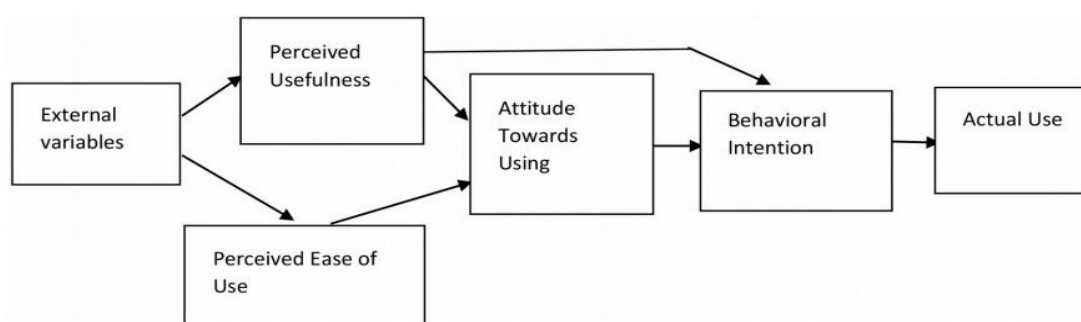 Perceived
Usefulness
External
variables
Attitude
Towards
Using
Behavioral
Intention
Actual Use
Perceived Ease of
Use